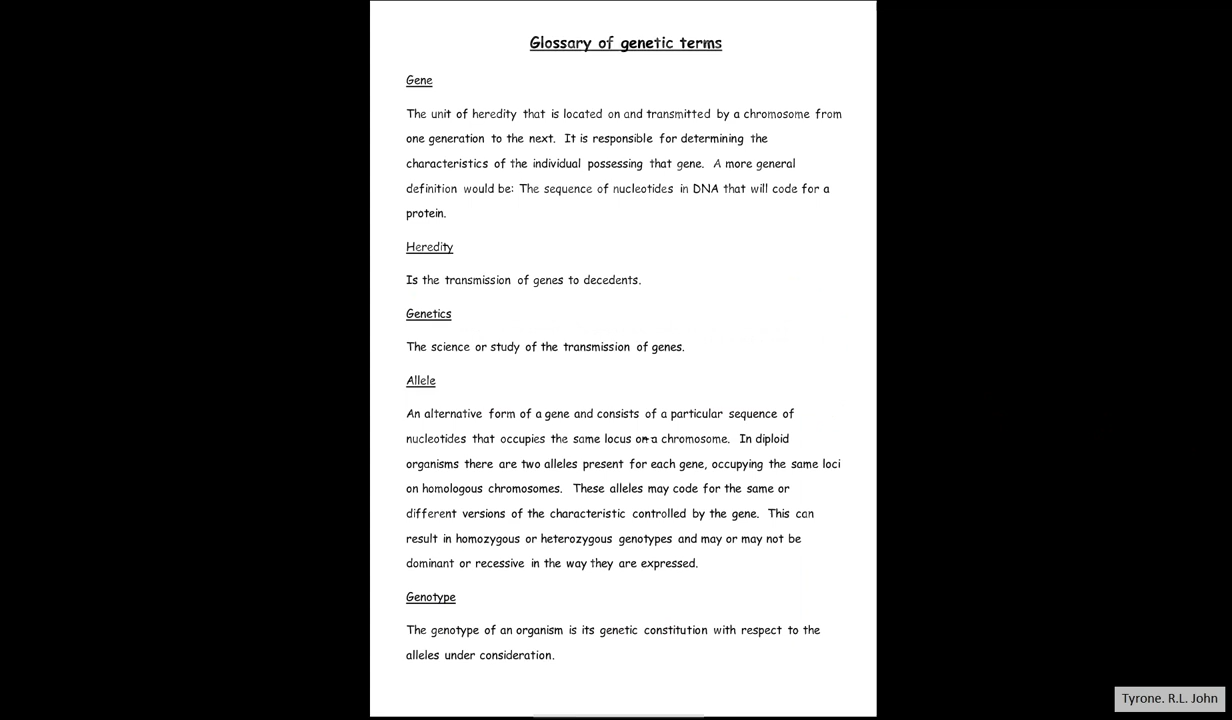 Glossary of genetic terms
Gene
The unit of heredity that is located on and transmitted by a chromosome from
one generation to the next. It is responsible for determining the
characteristics of the individual possessing that gene. A more general
definition would be: The sequence of nucleotides in DNA that will code for a
protein.
Heredity
Is the transmission of genes to decedents.
Genetics
The science or study of the transmission of genes.
Allele
An alternative form of a gene and consists of a particular sequence of
nucleotides that occupies the same locus on a chromosome. In diploid
organisms there are two alleles present for each gene, occupying the same loci
on homologous chromosomes. These alleles may code for the same or
different versions of the characteristic controlled by the gene. This can
result in homozygous or heterozygous genotypes and may or may not be
dominant or recessive in the way they are expressed.
Genotype
The genotype of an organism is its genetic constitution with respect to the
alleles under consideration.
Tyrone. R.L. John